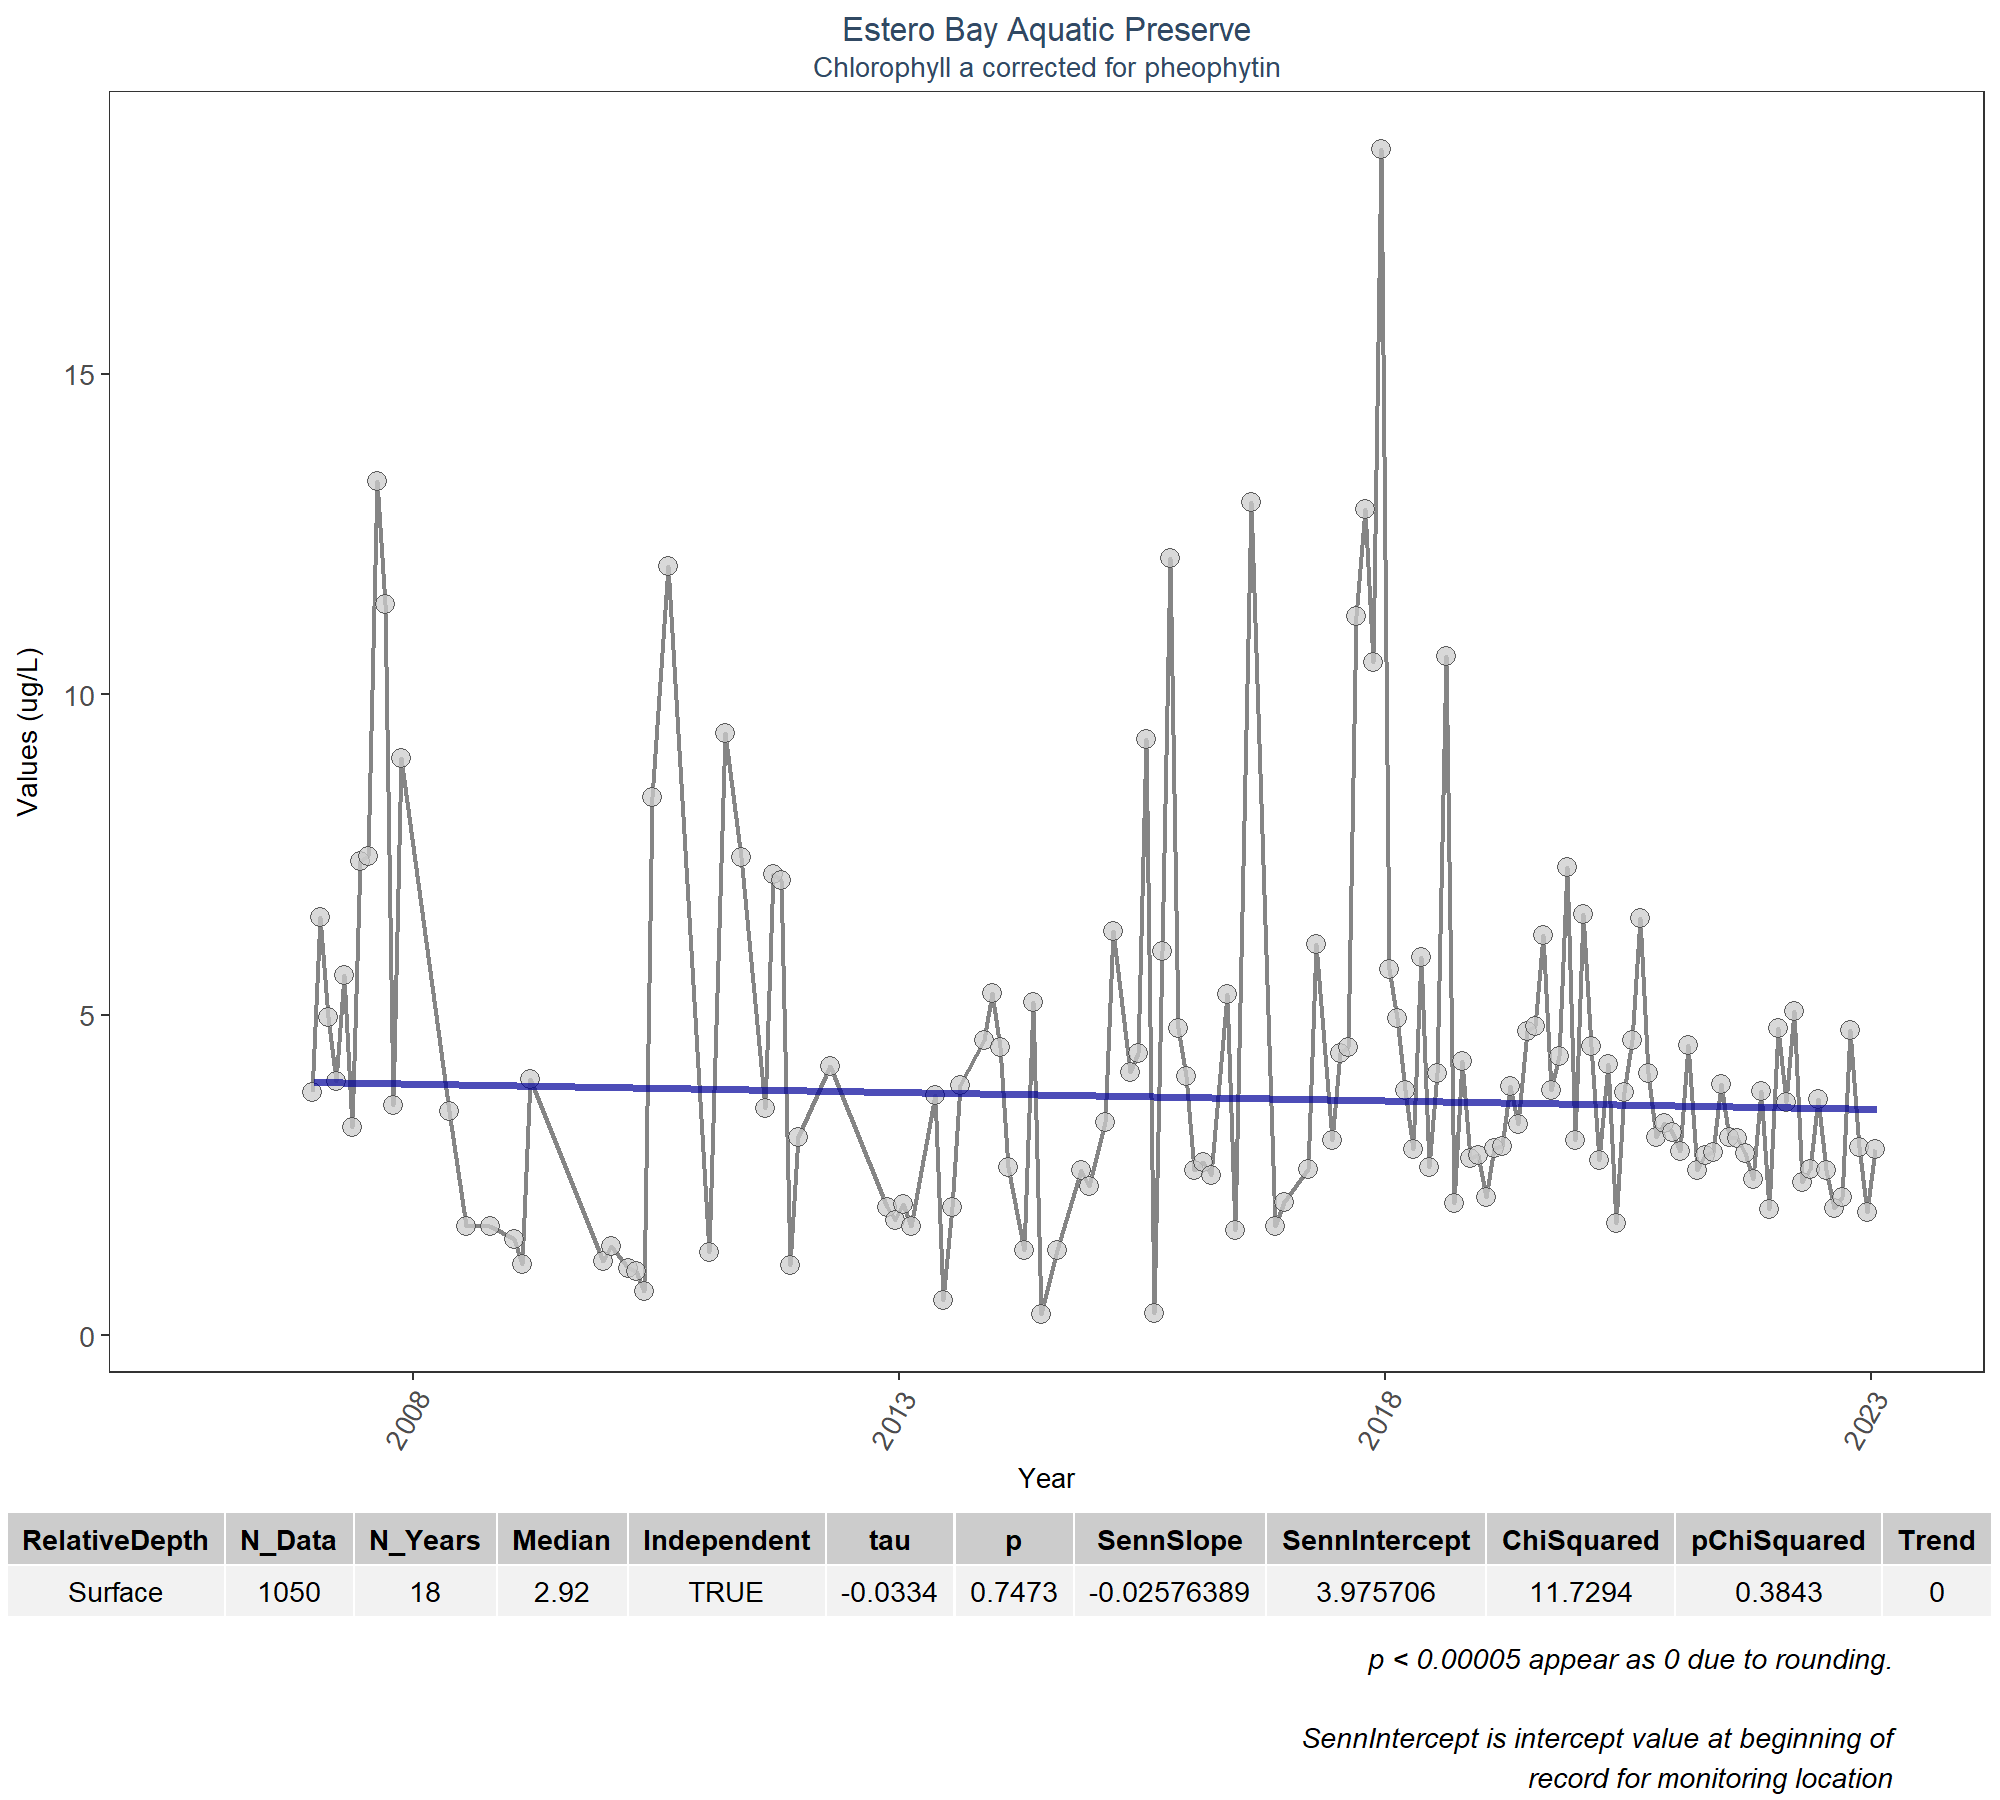 Estero Bay Aquatic Preserve
Chlorophyll a corrected for pheophytin
Values (ug/L)
15
10
5
0
2008 2013 2018 2023
Year
RelativeDepth N_Data N_Years Median Independent tau p SennSlope SennIntercept ChiSquared pChiSquared Trend
Surface 1050 18 2.92 TRUE -0.0334 0.7473 -0.02576389 3.975706 11.7294 0.3843 0
p < 0.00005 appear as 0 due to rounding.
SennIntercept is intercept value at beginning of
record for monitoring location